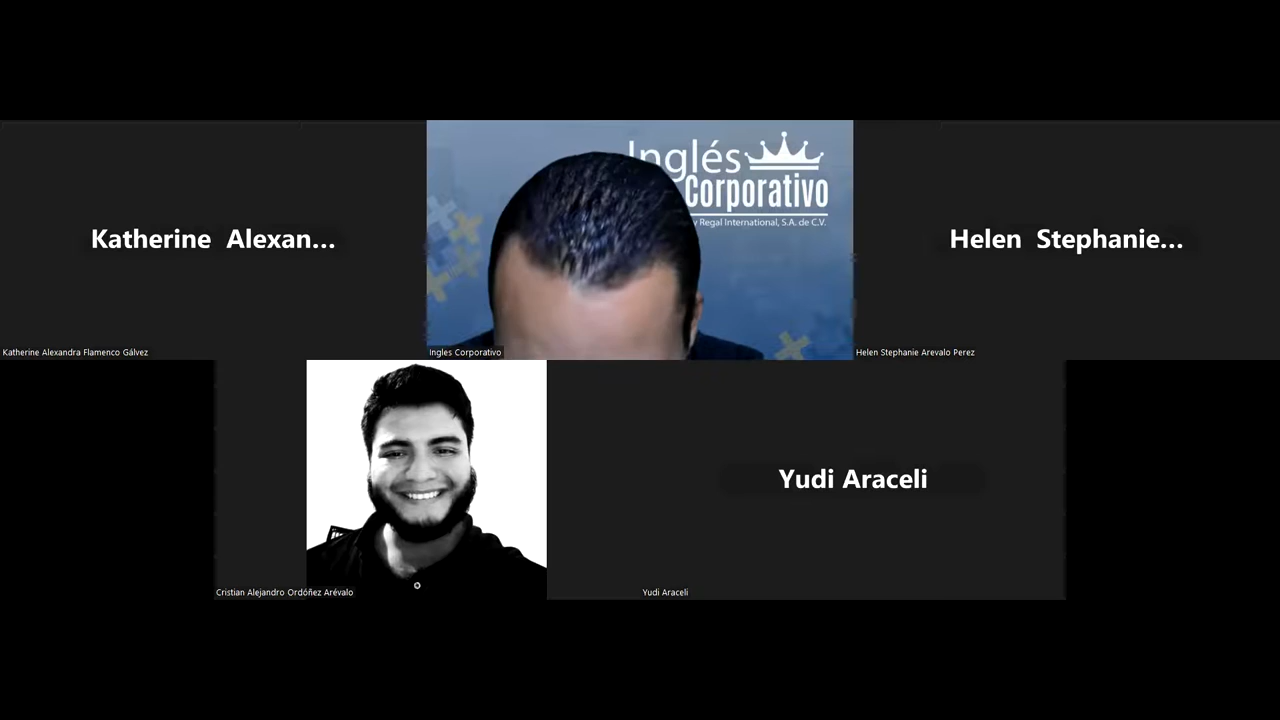 Katherine Alexan...
Katherine Alexandra Flamenco Gálvez
Inglés
Corporativo
y Regal International, S.A. de C.V.
Ingles Corporativo
Helen Stephanie...
Helen Stephanie Arevalo Perez
Cristian Alejandro Ordóñez Arévalo
Yudi Araceli
Yudi Araceli